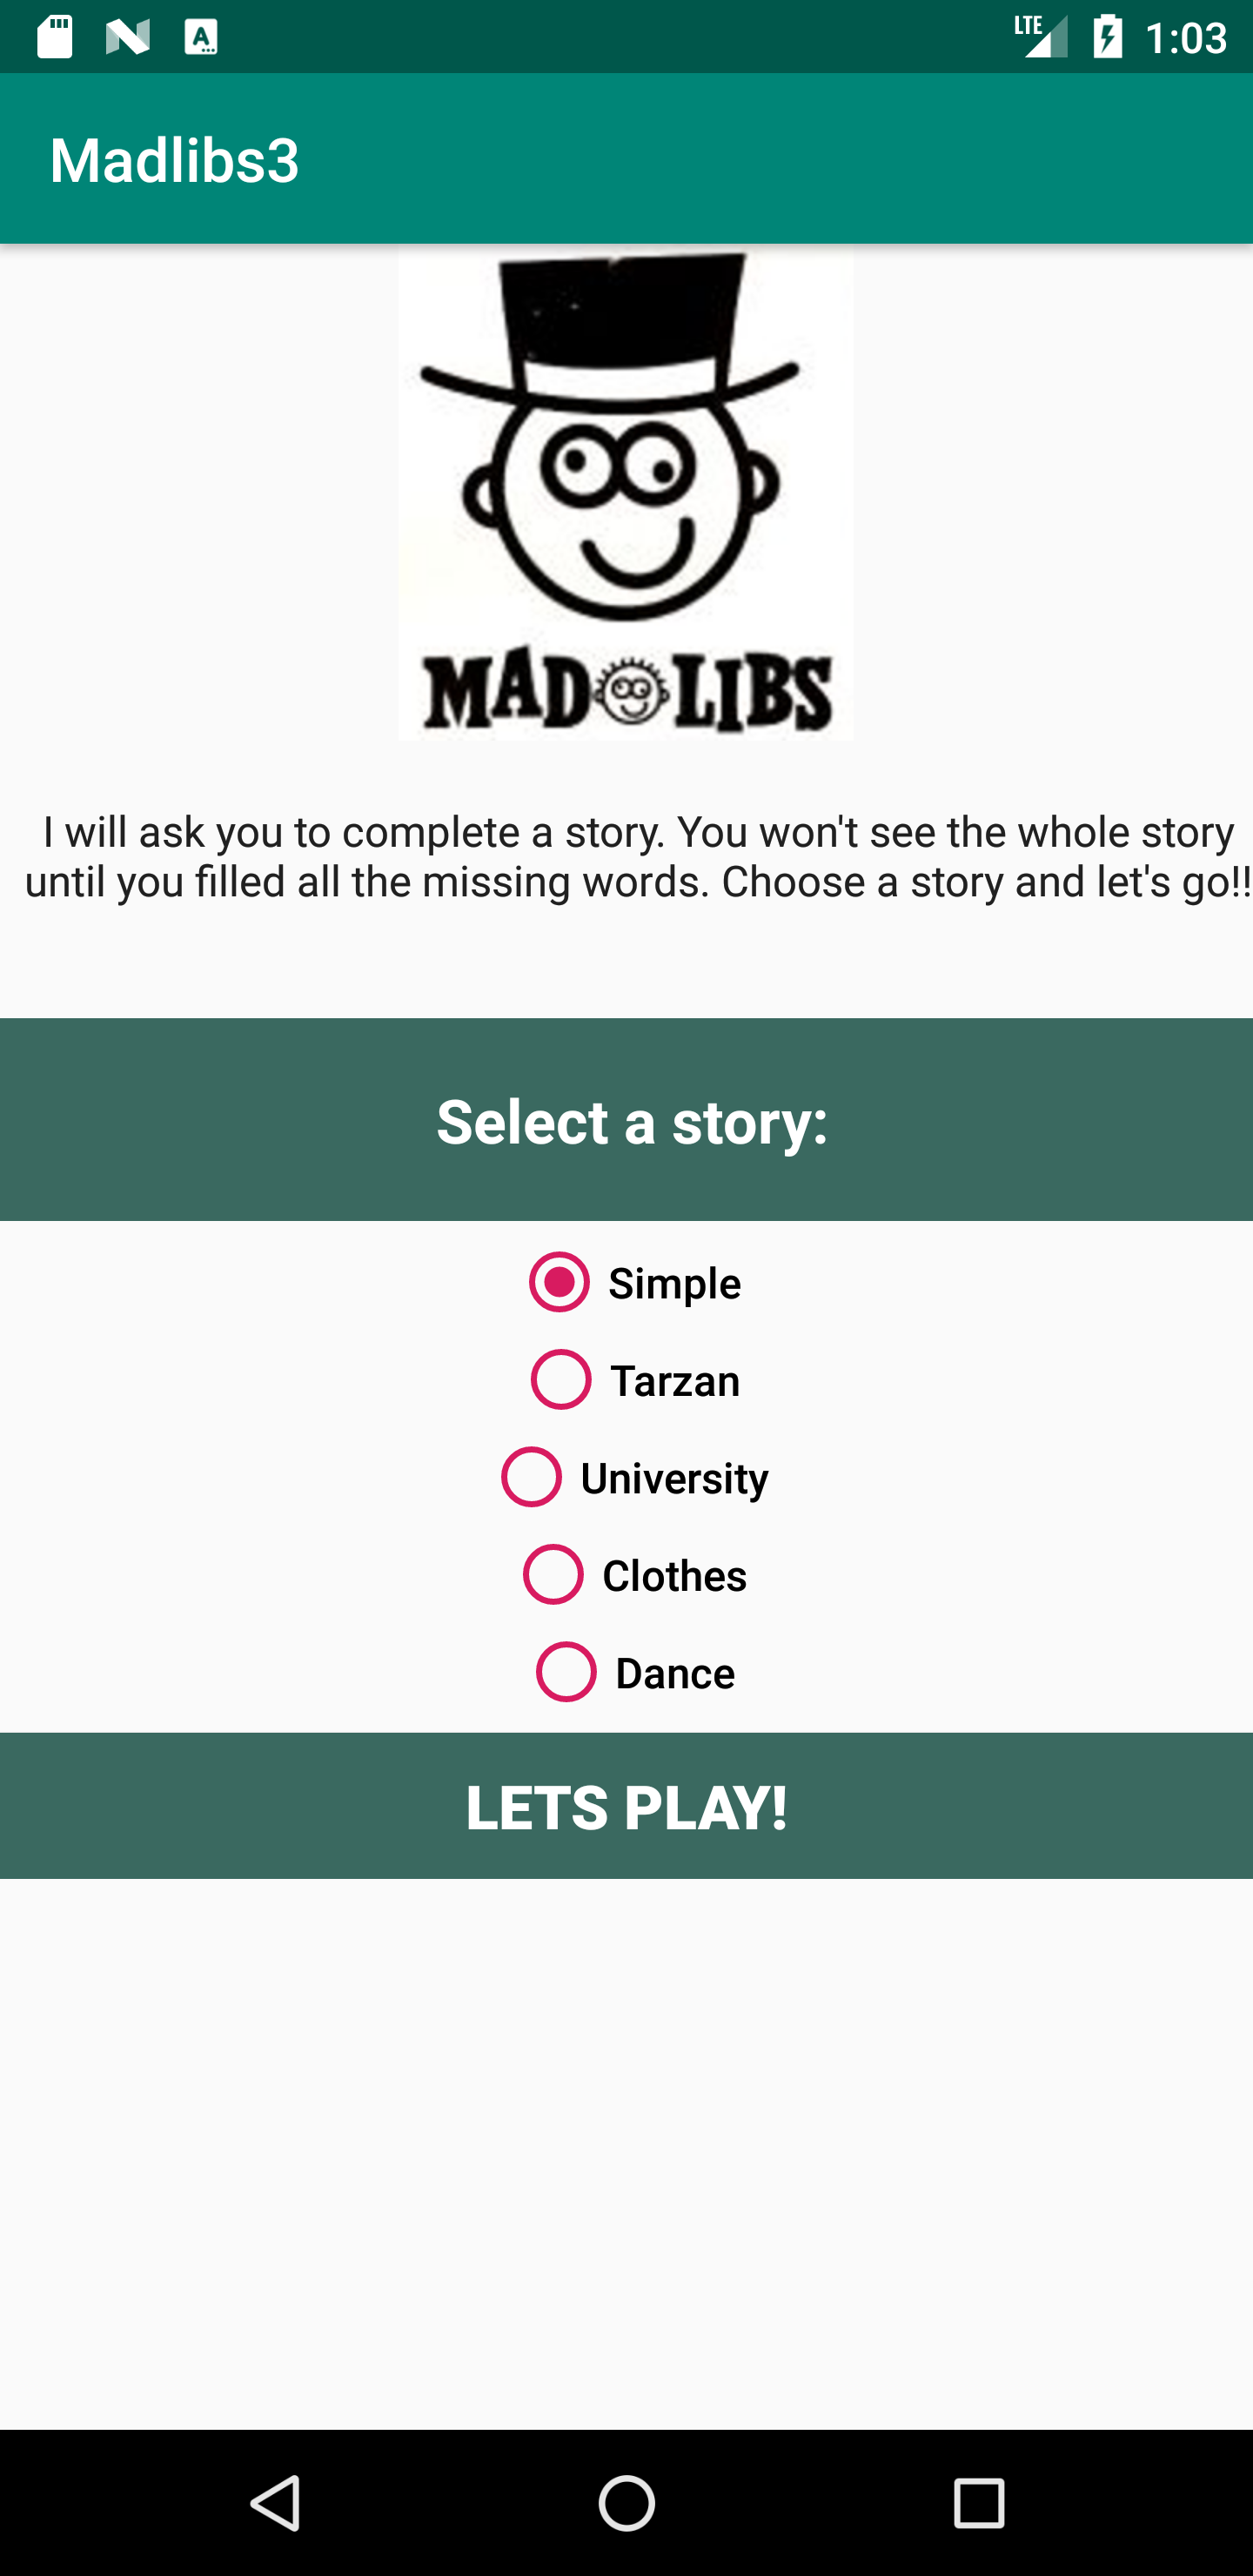 LTE 1:03
Madlibs3
MAD LIBS
I will ask you to complete a story. You won't see the whole story
until you filled all the missing words. Choose a story and let's go!!
Select a story:
Simple
Tarzan
University
Clothes
Dance
LETS PLAY!